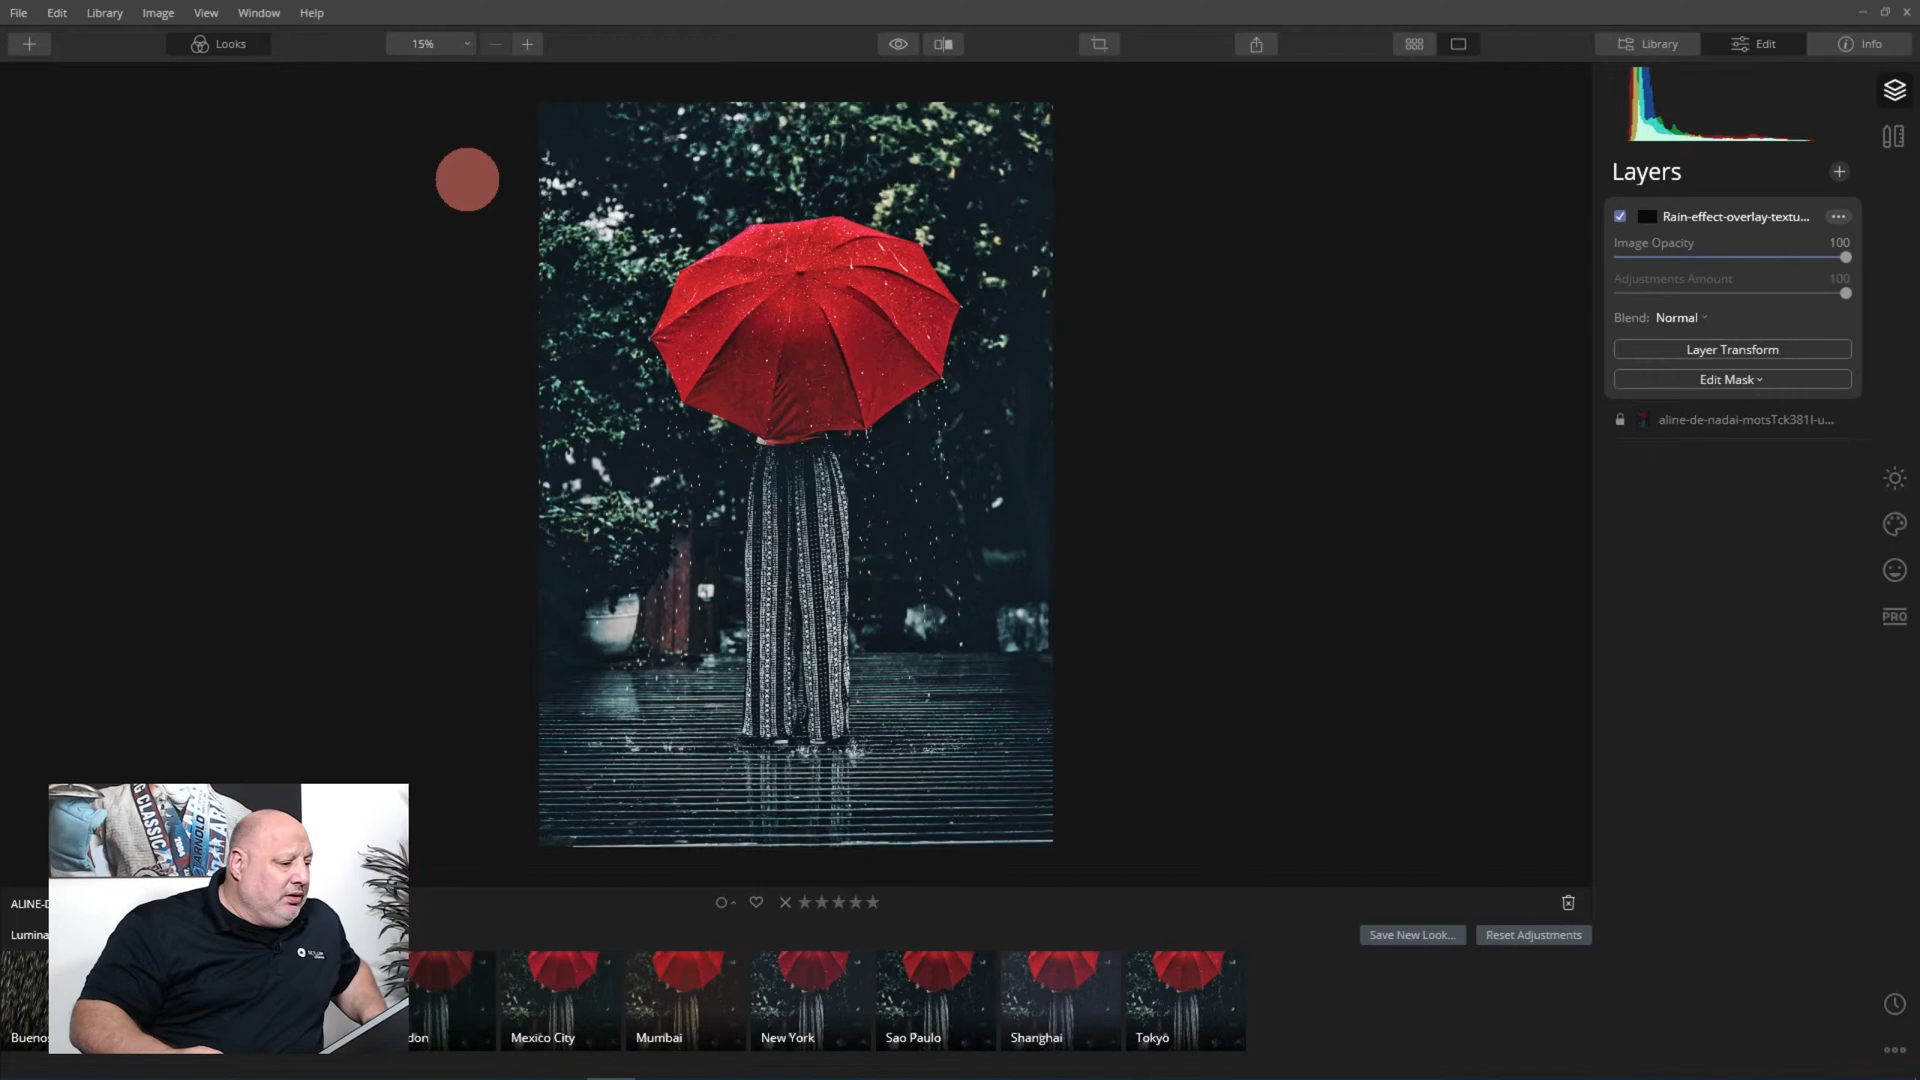 File Edit Library Image View Window Help
Looks 15% Library Edit Info
Layers
Rain-effect-overlay-textu...
Image Opacity 100
Adjustments Amount 100
Blend: Normal
Layer Transform
Edit Mask
aline-de-nadai-motsTck381I-u...
PRO
G CLASSIC
ARNOLD
ALINE-D
Lumina
Save New Look... Reset Adjustments
Buenos
don
Mexico City
Mumbai
New York
Sao Paulo
Shanghai
Tokyo